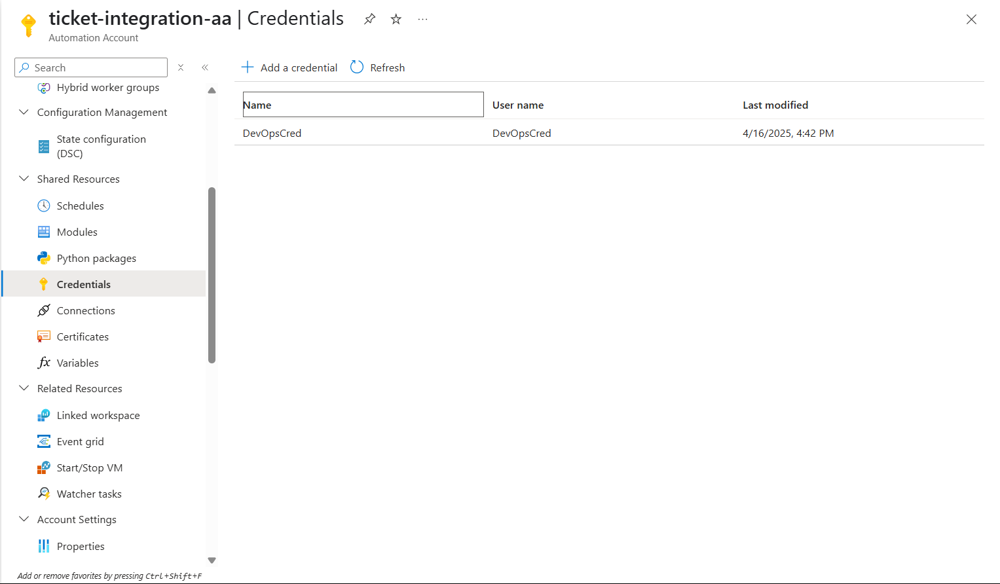 ticket-integration-aa | Credentials
Automation Account
Search
Add a credential
Refresh
Hybrid worker groups
Configuration Management
State configuration
(DSC)
Shared Resources
Schedules
Modules
Python packages
Credentials
Connections
Certificates
Variables
Related Resources
Linked workspace
Event grid
Start/Stop VM
Watcher tasks
Account Settings
Properties
Add or remove favorites by pressing Ctrl+Shift+F
Name User name Last modified
DevOpsCred DevOpsCred 4/16/2025, 4:42 PM